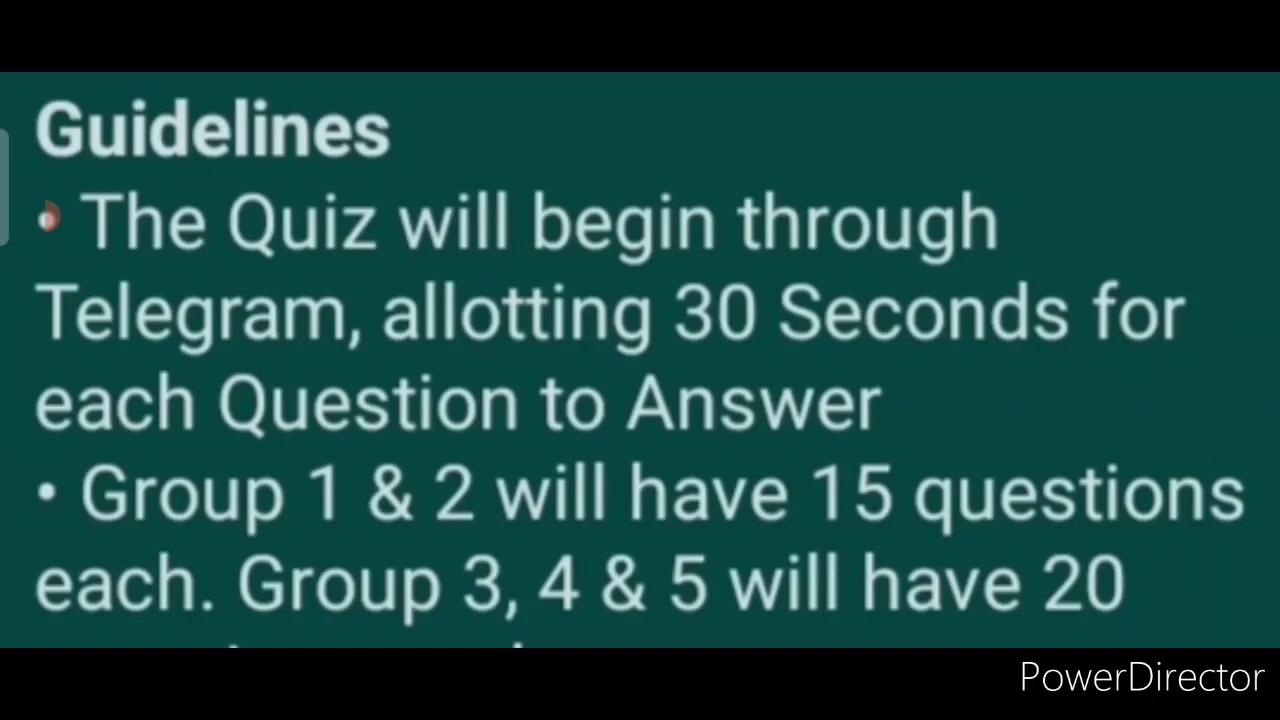 Guidelines
• The Quiz will begin through
Telegram, allotting 30 Seconds for
each Question to Answer
• Group 1 & 2 will have 15 questions
each. Group 3, 4 & 5 will have 20
PowerDirector